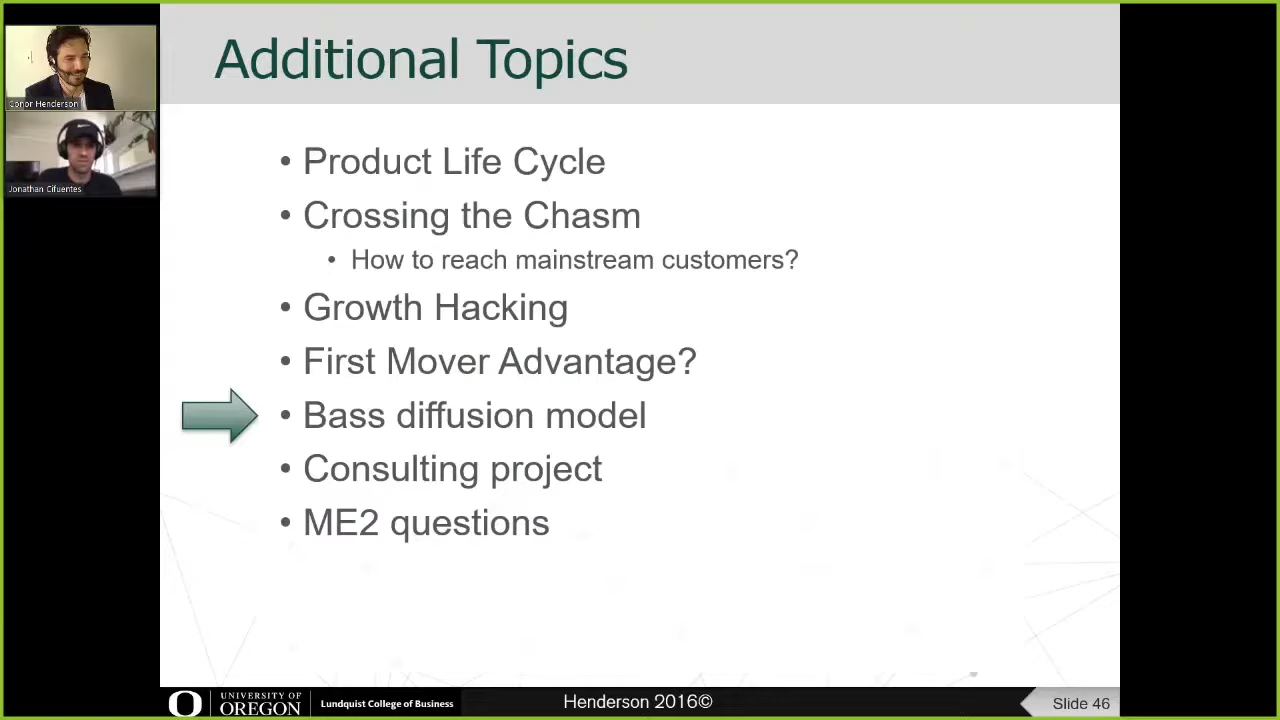 Additional Topics
Conor Henderson
Jonathan Cifuentes
• Product Life Cycle
• Crossing the Chasm
• How to reach mainstream customers?
• Growth Hacking
• First Mover Advantage?
• Bass diffusion model
• Consulting project
• ME2 questions
O
UNIVERSITY OF
OREGON
Lundquist College of Business
Henderson 2016©
Slide 46